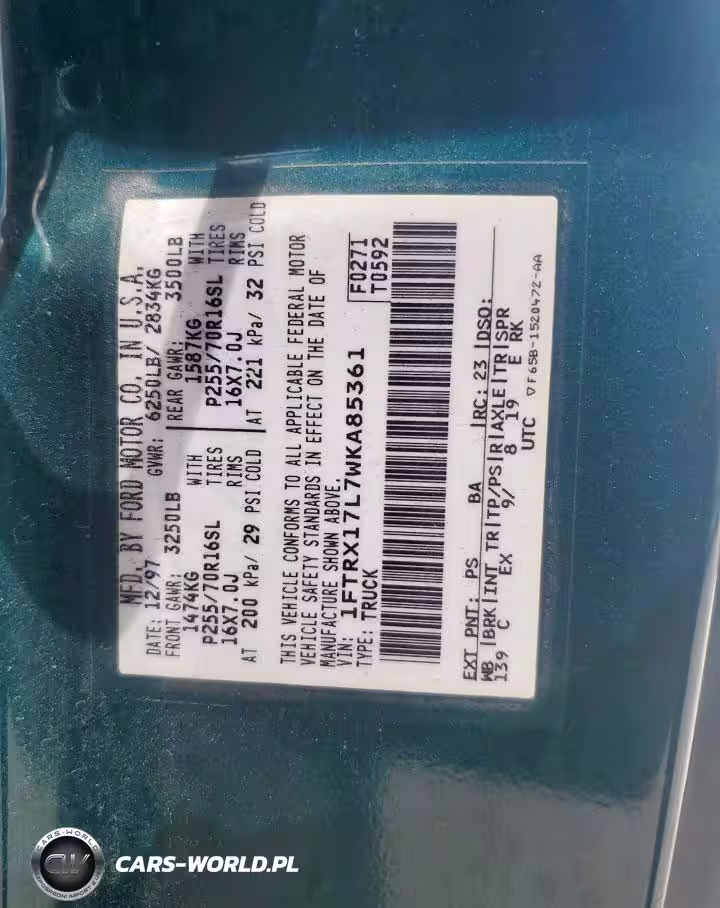 MFD. BY FORD MOTOR CO. IN U.S.A.
DATE: 12/97 GVWR: 6250LB/ 2834KG
FRONT GAWR: 3250LB REAR GAWR: 3500LB
1474KG WITH 1587KG WITH
P255/70R16SL TIRES P255/70R16SL TIRES
16X7.0J RIMS 16X7.0J RIMS
AT 200 kPa/ 29 PSI COLD AT 221 kPa/ 32 PSI COLD
THIS VEHICLE CONFORMS TO ALL APPLICABLE FEDERAL MOTOR
VEHICLE SAFETY STANDARDS IN EFFECT ON THE DATE OF
MANUFACTURE SHOWN ABOVE.
VIN: 1FTRX17L7WKA85361
TYPE: TRUCK
F0271
T0592
EXT PNT: PS BA RC: 23 DSO:
WB BRK INT TR TP/PS R AXLE TR SPR
139 C EX 9/ 8 19 E RK
UTC
▽F65B-1520472-AA
CARS-WORLD
CW
CARS-WORLD.PL